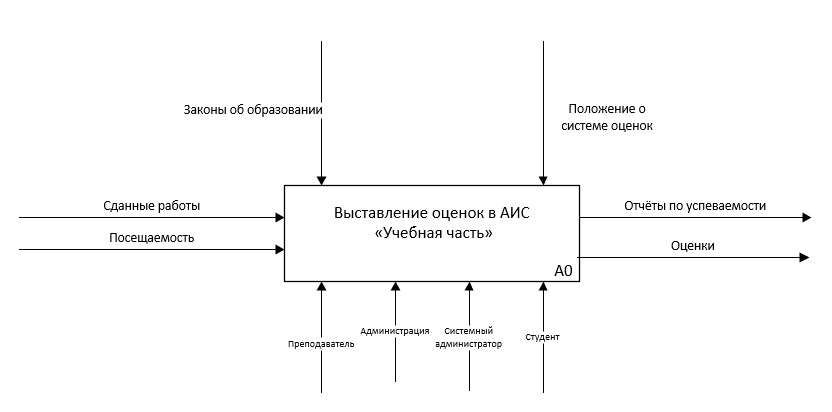 Законы об образовании
Положение о
системе оценок
Сданные работы
Посещаемость
Выставление оценок в АИС
«Учебная часть»
A0
Отчёты по успеваемости
Оценки
Преподаватель
Администрация
Системный
администратор
Студент